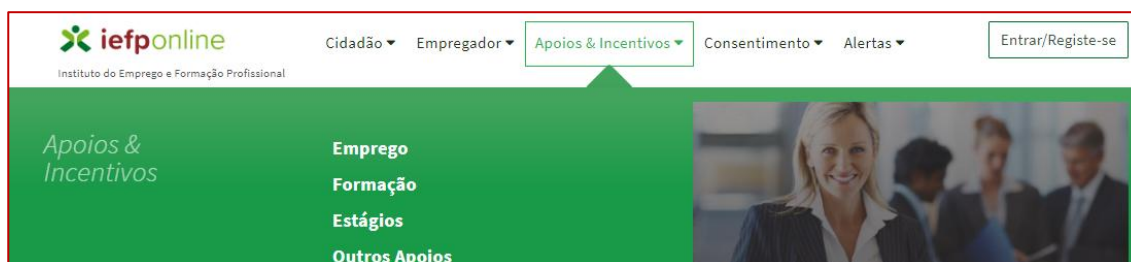 iefponline
Instituto do Emprego e Formação Profissional
Cidadão Empregador Apoios & Incentivos Consentimento Alertas Entrar/Registe-se
Apoios &
Incentivos
Emprego
Formação
Estágios
Outros Apoios